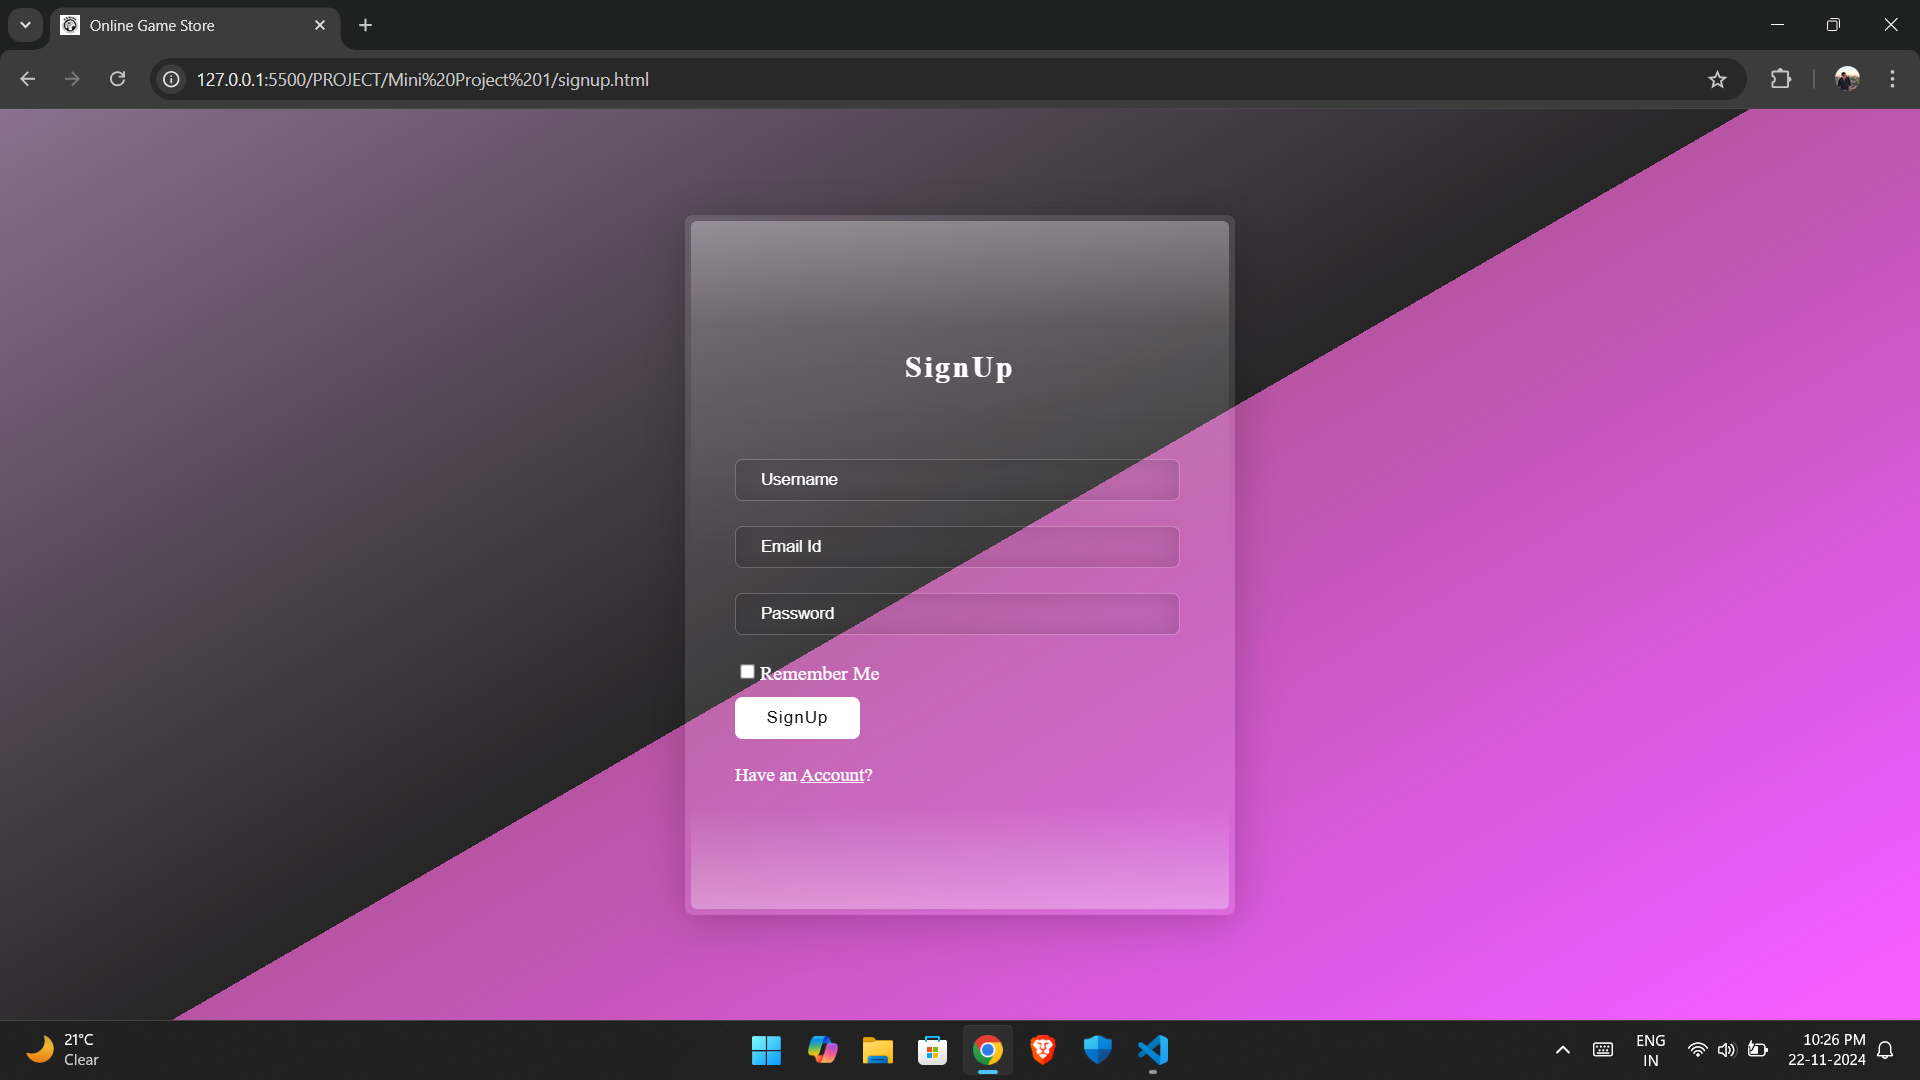 Online Game Store
127.0.0.1:5500/PROJECT/Mini%20Project%201/signup.html
SignUp
Username
Email Id
Password
Remember Me
SignUp
Have an Account?
21°C
Clear
ENG
IN
10:26 PM
22-11-2024